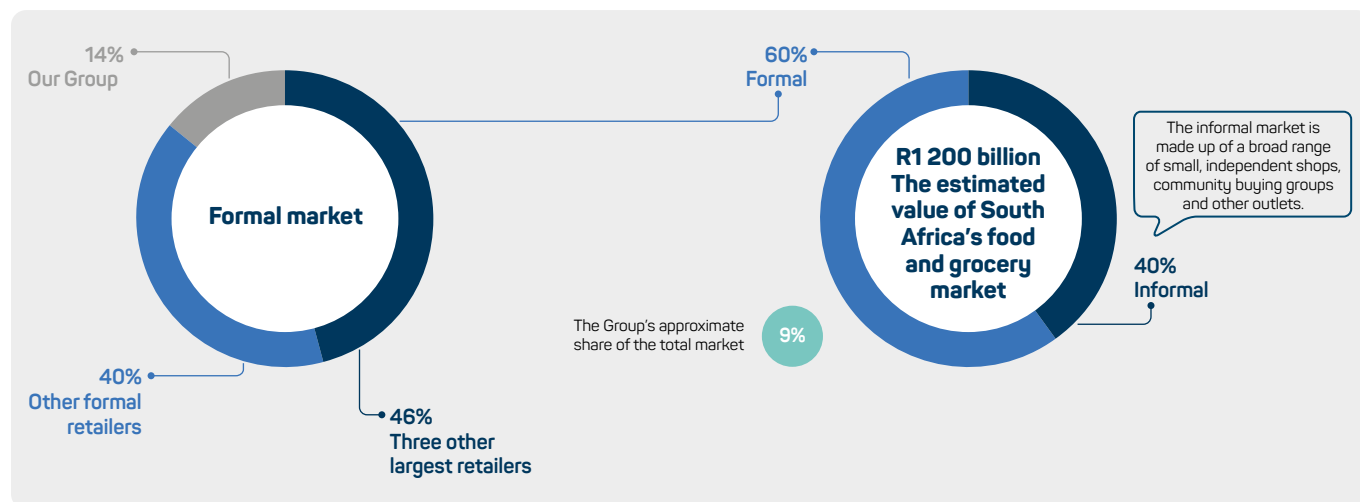 14%
Our Group
Formal market
40%
Other formal
retailers
46%
Three other
largest retailers
60%
Formal
R1 200 billion
The estimated
value of South
Africa's food
and grocery
market
The informal market is
made up of a broad range
of small, independent shops,
community buying groups
and other outlets.
40%
Informal
The Group's approximate
share of the total market
9%